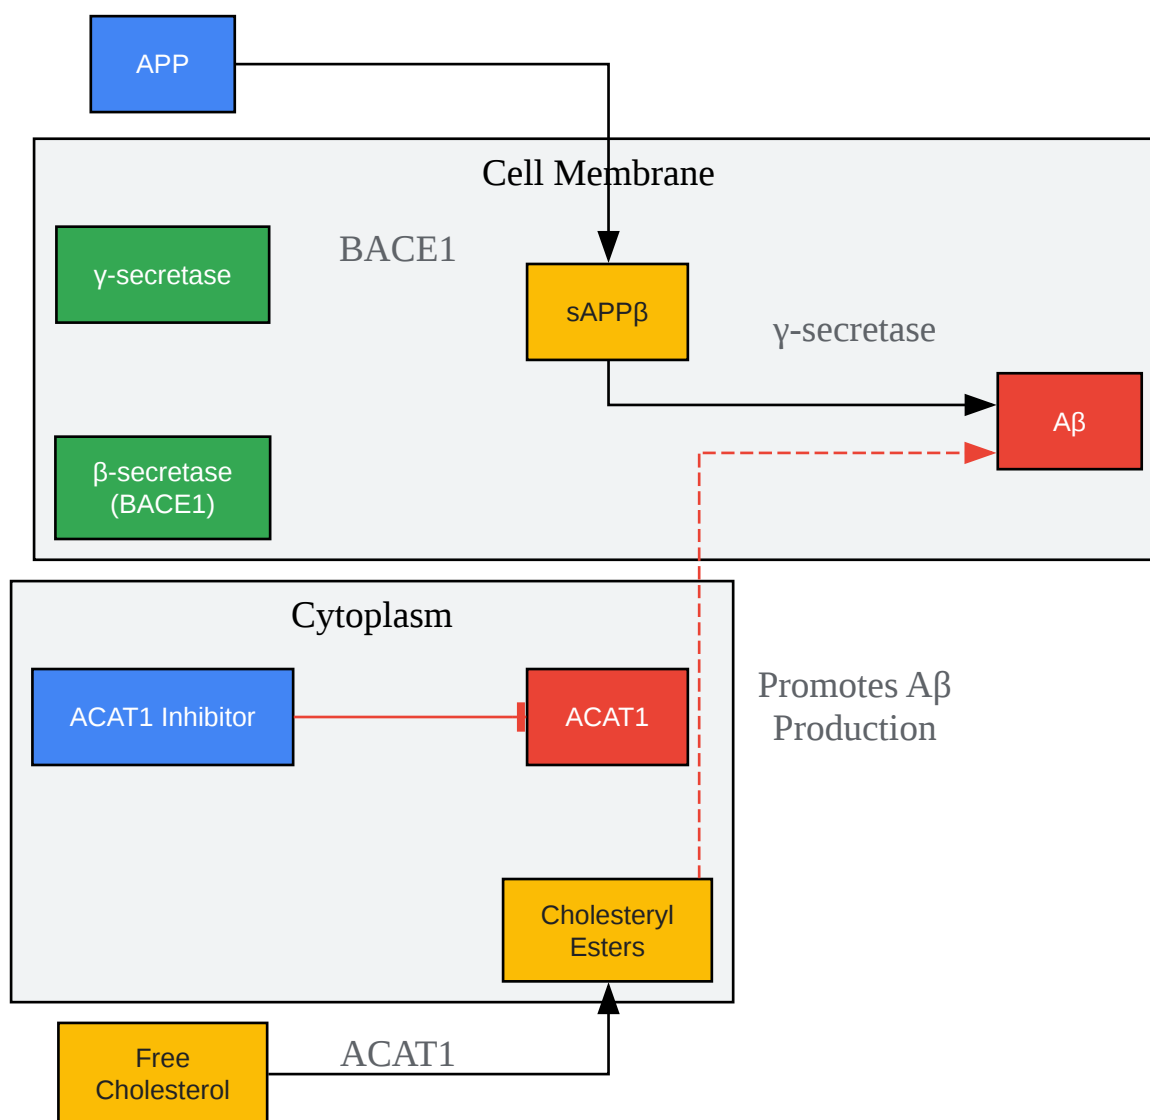 APP
Cell Membrane
BACE1
γ-secretase
sAPPβ
γ-secretase
Aβ
β-secretase
(BACE1)
Cytoplasm
ACAT1 Inhibitor
ACAT1
Promotes Aβ
Production
Cholesteryl
Esters
Free
Cholesterol
ACAT1